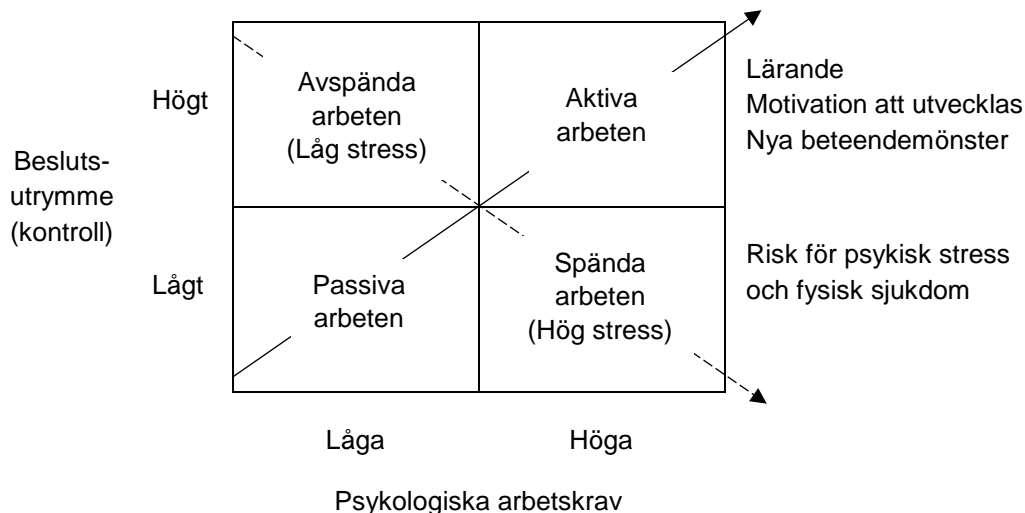 Högt
Avspända
arbeten
(Låg stress)
Aktiva
arbeten
Lärande
Motivation att utvecklas
Nya beteendemönster
Besluts-
utrymme
(kontroll)
Lågt
Passiva
arbeten
Spända
arbeten
(Hög stress)
Risk för psykisk stress
och fysisk sjukdom
Låga
Höga
Psykologiska arbetskrav